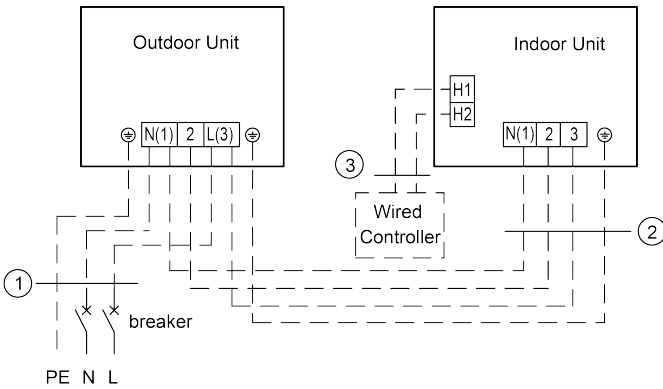 Outdoor Unit
Indoor Unit
H1
H2
N(1) 2 L(3)
N(1) 2 3
3
Wired
Controller
2
1
breaker
PE N L